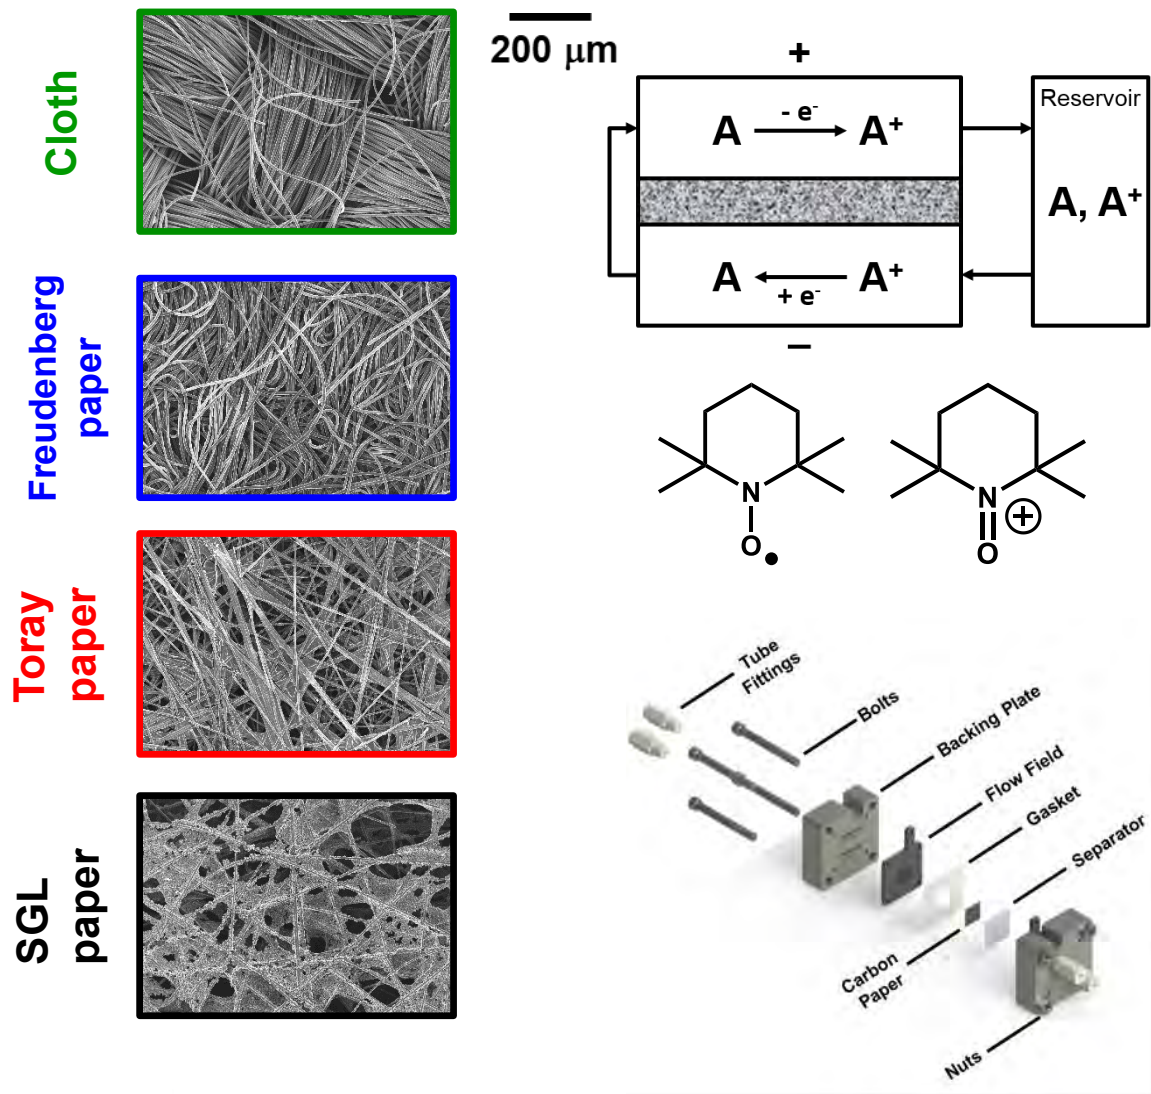 Cloth
Freudenberg
paper
Toray
paper
SGL
paper
200 μm
+
Reservoir
A - e⁻ A⁺
A, A⁺
A + e⁻ A⁺
–
N
O
N
+
O
Tube
Fittings
Bolts
Backing Plate
Flow Field
Gasket
Separator
Carbon
Paper
Nuts